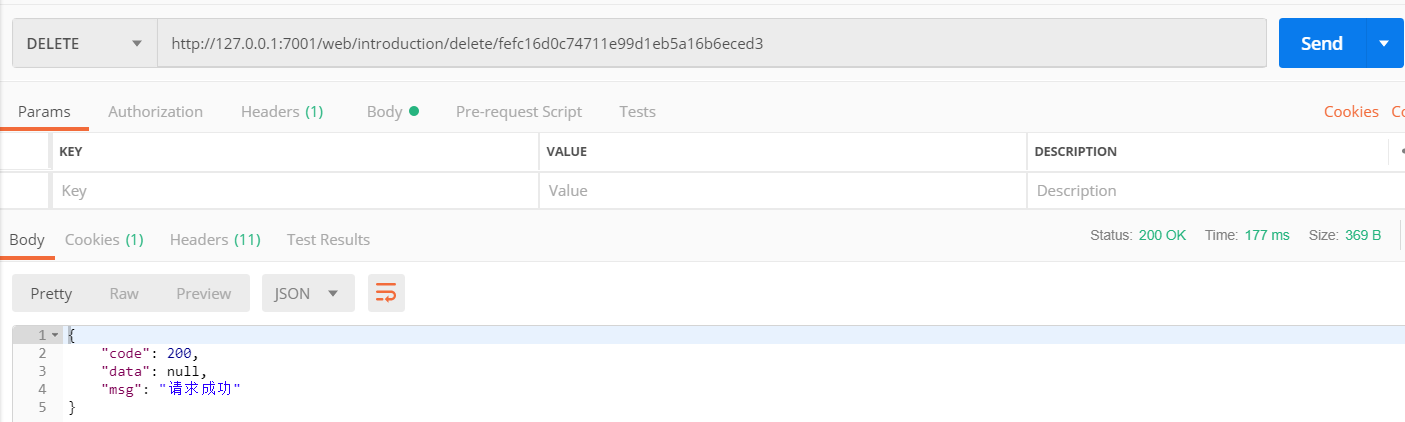 DELETE http://127.0.0.1:7001/web/introduction/delete/fefc16d0c74711e99d1eb5a16b6eced3 Send
Params Authorization Headers (1) Body Pre-request Script Tests Cookies
KEY VALUE DESCRIPTION
Key Value Description
Body Cookies (1) Headers (11) Test Results Status: 200 OK Time: 177 ms Size: 369 B
Pretty Raw Preview JSON
1 {
2 "code": 200,
3 "data": null,
4 "msg": "请求成功"
5 }